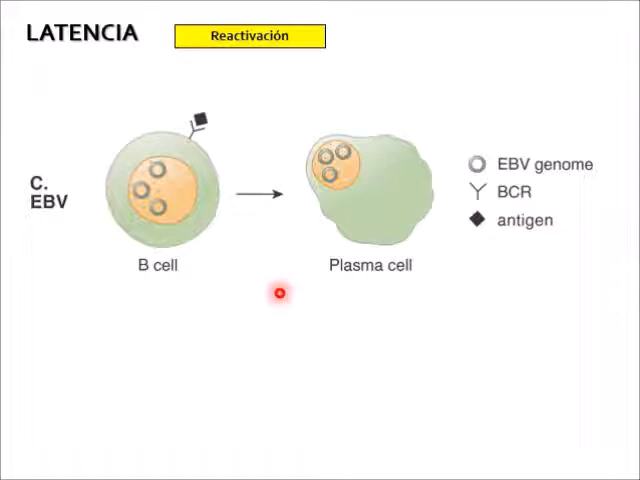 LATENCIA
Reactivación
C.
EBV
B cell
Plasma cell
EBV genome
BCR
antigen